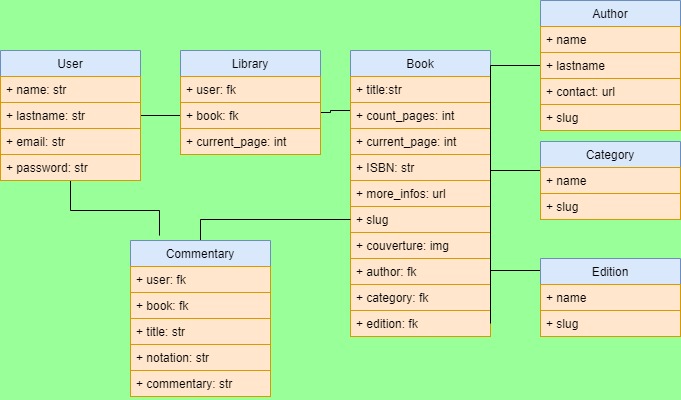 User
+ name: str
+ lastname: str
+ email: str
+ password: str
Library
+ user: fk
+ book: fk
+ current_page: int
Book
+ title:str
+ count_pages: int
+ current_page: int
+ ISBN: str
+ more_infos: url
+ slug
+ couverture: img
+ author: fk
+ category: fk
+ edition: fk
Author
+ name
+ lastname
+ contact: url
+ slug
Category
+ name
+ slug
Edition
+ name
+ slug
Commentary
+ user: fk
+ book: fk
+ title: str
+ notation: str
+ commentary: str